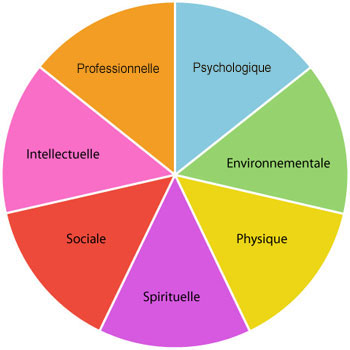 Professionnelle
Psychologique
Intellectuelle
Environnementale
Sociale
Physique
Spirituelle